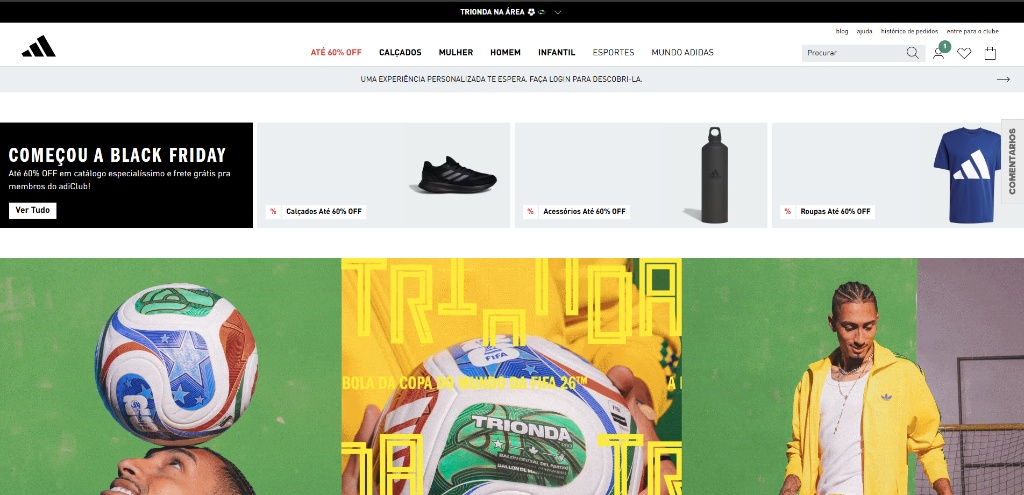 TRIONDA NA ÁREA
blog ajuda histórico de pedidos entre para o clube
ATÉ 60% OFF CALÇADOS MULHER HOMEM INFANTIL ESPORTES MUNDO ADIDAS
Procurar
1
UMA EXPERIÊNCIA PERSONALIZADA TE ESPERA. FAÇA LOGIN PARA DESCOBRI-LA.
COMEÇOU A BLACK FRIDAY
Até 60% OFF em catálogo especialíssimo e frete grátis pra
membros do adiClub!
Ver Tudo
% Calçados Até 60% OFF
% Acessórios Até 60% OFF
% Roupas Até 60% OFF
COMENTÁRIOS
TRIONDA
FIFA
BOLA DA COPA DO MUNDO DA FIFA 26™
TRIONDA
PRO